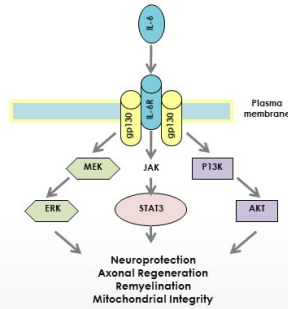 IL-6
gp130
IL-6R
gp130
Plasma
membrane
MEK
JAK
P13K
ERK
STAT3
AKT
Neuroprotection
Axonal Regeneration
Remyelination
Mitochondrial Integrity